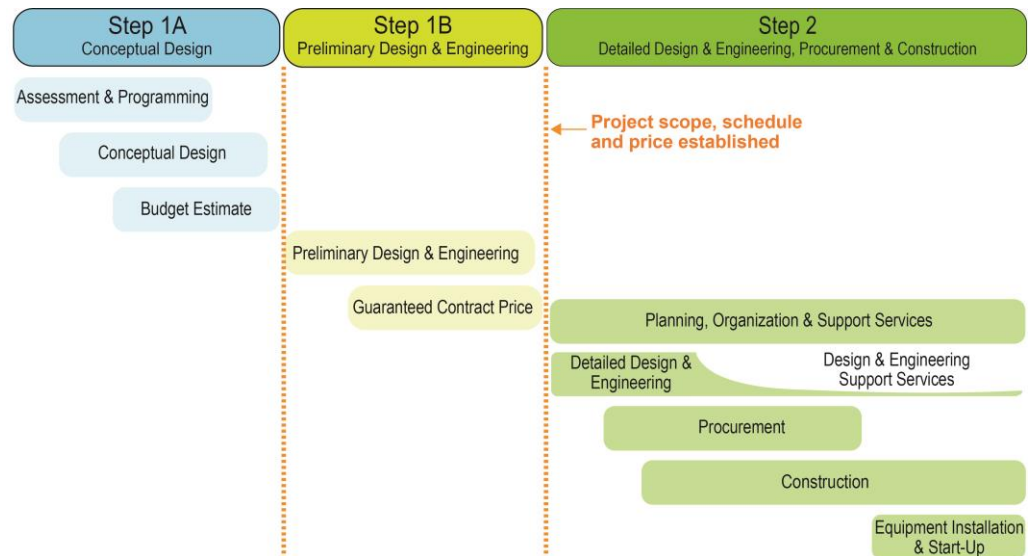 Step 1A
Conceptual Design
Step 1B
Preliminary Design & Engineering
Step 2
Detailed Design & Engineering, Procurement & Construction
Assessment & Programming
Project scope, schedule
and price established
Conceptual Design
Budget Estimate
Preliminary Design & Engineering
Guaranteed Contract Price
Planning, Organization & Support Services
Detailed Design &
Engineering
Design & Engineering
Support Services
Procurement
Construction
Equipment Installation
& Start-Up